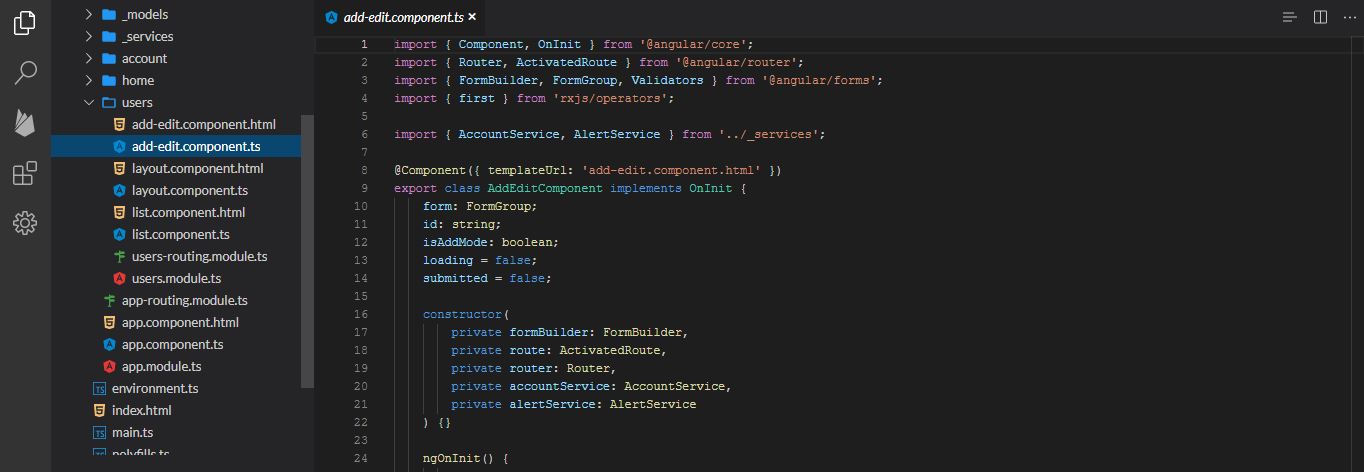 _models
_services
account
home
users
add-edit.component.html
add-edit.component.ts
layout.component.html
layout.component.ts
list.component.html
list.component.ts
users-routing.module.ts
users.module.ts
app-routing.module.ts
app.component.html
app.component.ts
app.module.ts
TS environment.ts
index.html
TS main.ts
polyfills.ts
add-edit.component.ts
1 import { Component, OnInit } from '@angular/core';
2 import { Router, ActivatedRoute } from '@angular/router';
3 import { FormBuilder, FormGroup, Validators } from '@angular/forms';
4 import { first } from 'rxjs/operators';
5
6 import { AccountService, AlertService } from '../_services';
7
8 @Component({ templateUrl: 'add-edit.component.html' })
9 export class AddEditComponent implements OnInit {
10 form: FormGroup;
11 id: string;
12 isAddMode: boolean;
13 loading = false;
14 submitted = false;
15
16 constructor(
17 private formBuilder: FormBuilder,
18 private route: ActivatedRoute,
19 private router: Router,
20 private accountService: AccountService,
21 private alertService: AlertService
22 ) {}
23
24 ngOnInit() {